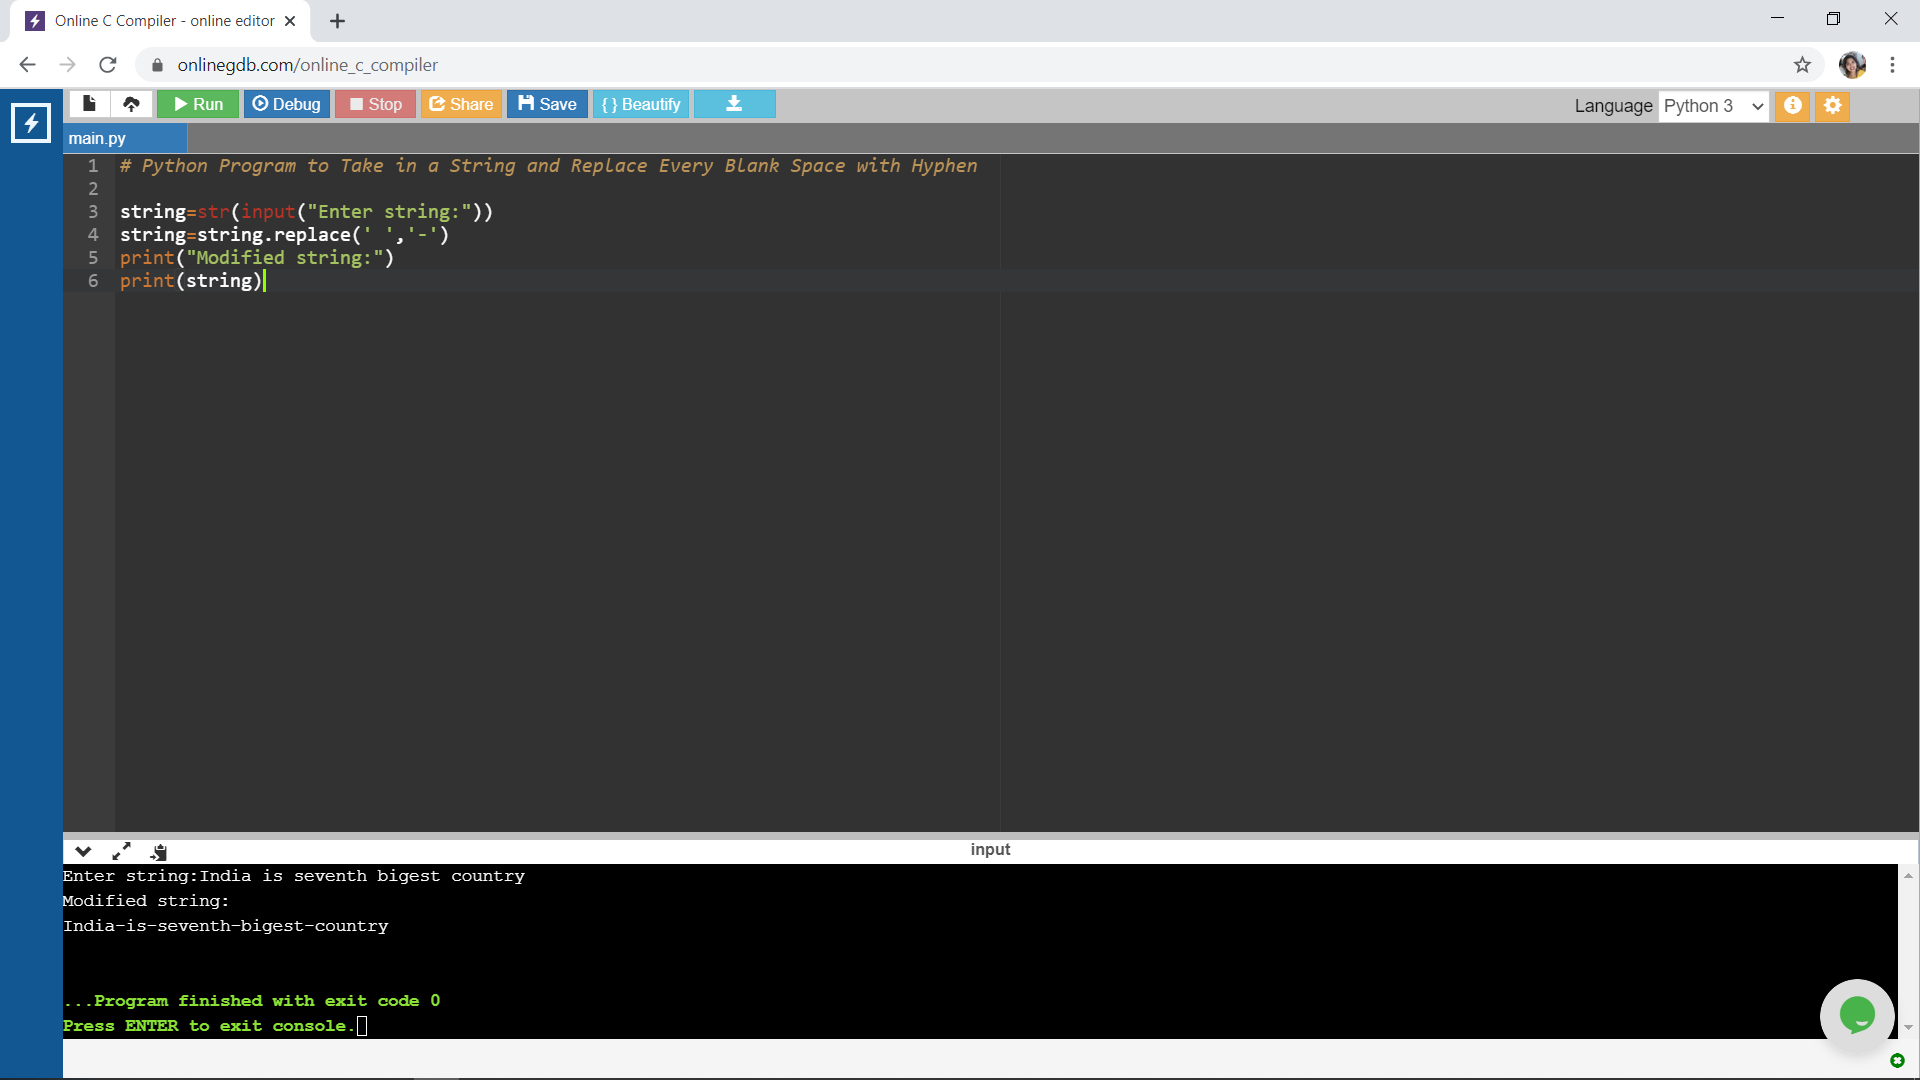 Online C Compiler - online editor
onlinegdb.com/online_c_compiler
Run Debug Stop Share Save { } Beautify Language Python 3
main.py
1 # Python Program to Take in a String and Replace Every Blank Space with Hyphen
2
3 string=str(input("Enter string:"))
4 string=string.replace(' ','-')
5 print("Modified string:")
6 print(string)
input
Enter string:India is seventh bigest country
Modified string:
India-is-seventh-bigest-country
...Program finished with exit code 0
Press ENTER to exit console.